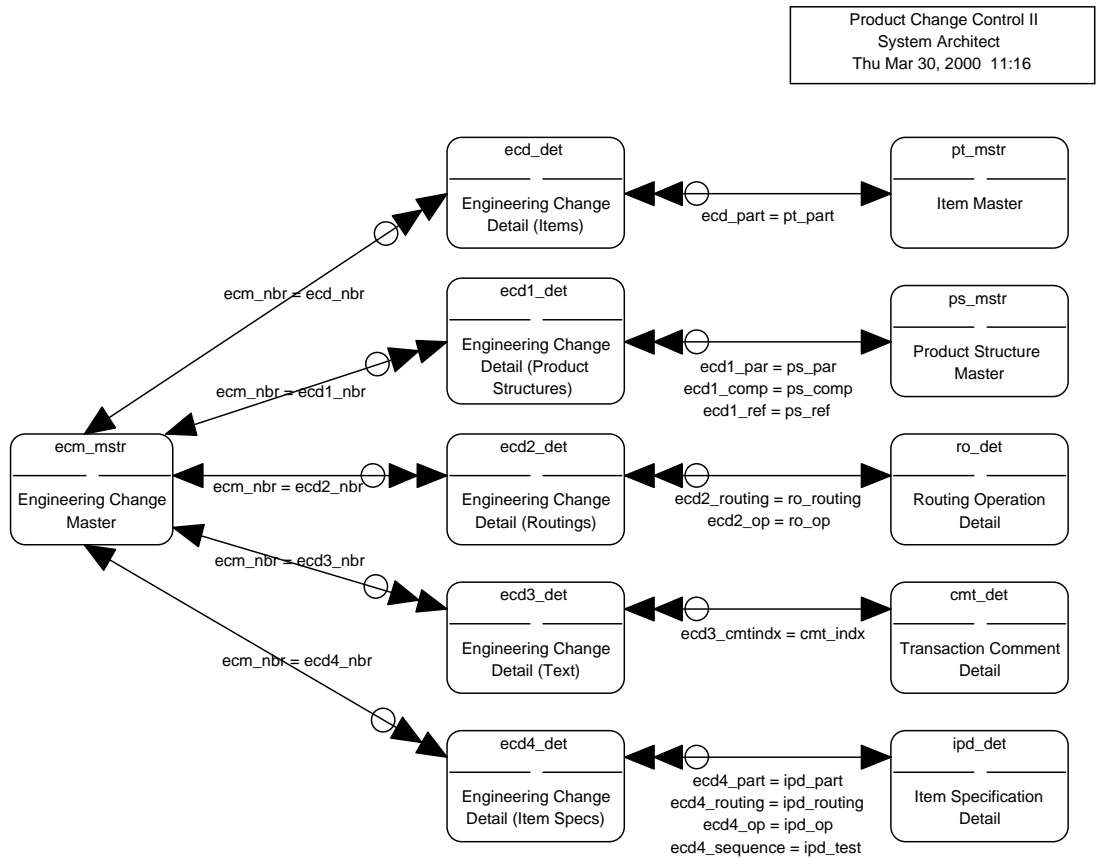 Product Change Control II
System Architect
Thu Mar 30, 2000  11:16
ecd_det
Engineering Change
Detail (Items)
ecd_part = pt_part
pt_mstr
Item Master
ecm_nbr = ecd_nbr
ecd1_det
Engineering Change
Detail (Product
Structures)
ecd1_par = ps_par
ecd1_comp = ps_comp
ecd1_ref = ps_ref
ps_mstr
Product Structure
Master
ecm_nbr = ecd1_nbr
ecm_mstr
Engineering Change
Master
ecm_nbr = ecd2_nbr
ecd2_det
Engineering Change
Detail (Routings)
ecd2_routing = ro_routing
ecd2_op = ro_op
ro_det
Routing Operation
Detail
ecm_nbr = ecd3_nbr
ecd3_det
Engineering Change
Detail (Text)
ecd3_cmtindx = cmt_indx
cmt_det
Transaction Comment
Detail
ecm_nbr = ecd4_nbr
ecd4_det
Engineering Change
Detail (Item Specs)
ecd4_part = ipd_part
ecd4_routing = ipd_routing
ecd4_op = ipd_op
ecd4_sequence = ipd_test
ipd_det
Item Specification
Detail